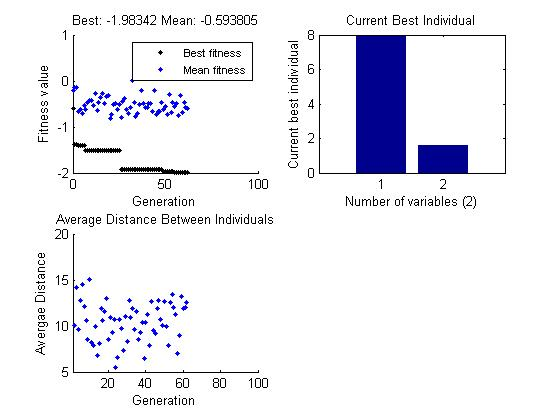 Best: -1.98342 Mean: -0.593805
1
0
-1
-2
Fitness value
Best fitness
Mean fitness
0
50
100
Generation
Current Best Individual
8
6
4
2
0
Current best individual
1
2
Number of variables (2)
Average Distance Between Individuals
20
15
10
5
Avergae Distance
0
20
40
60
80
100
Generation